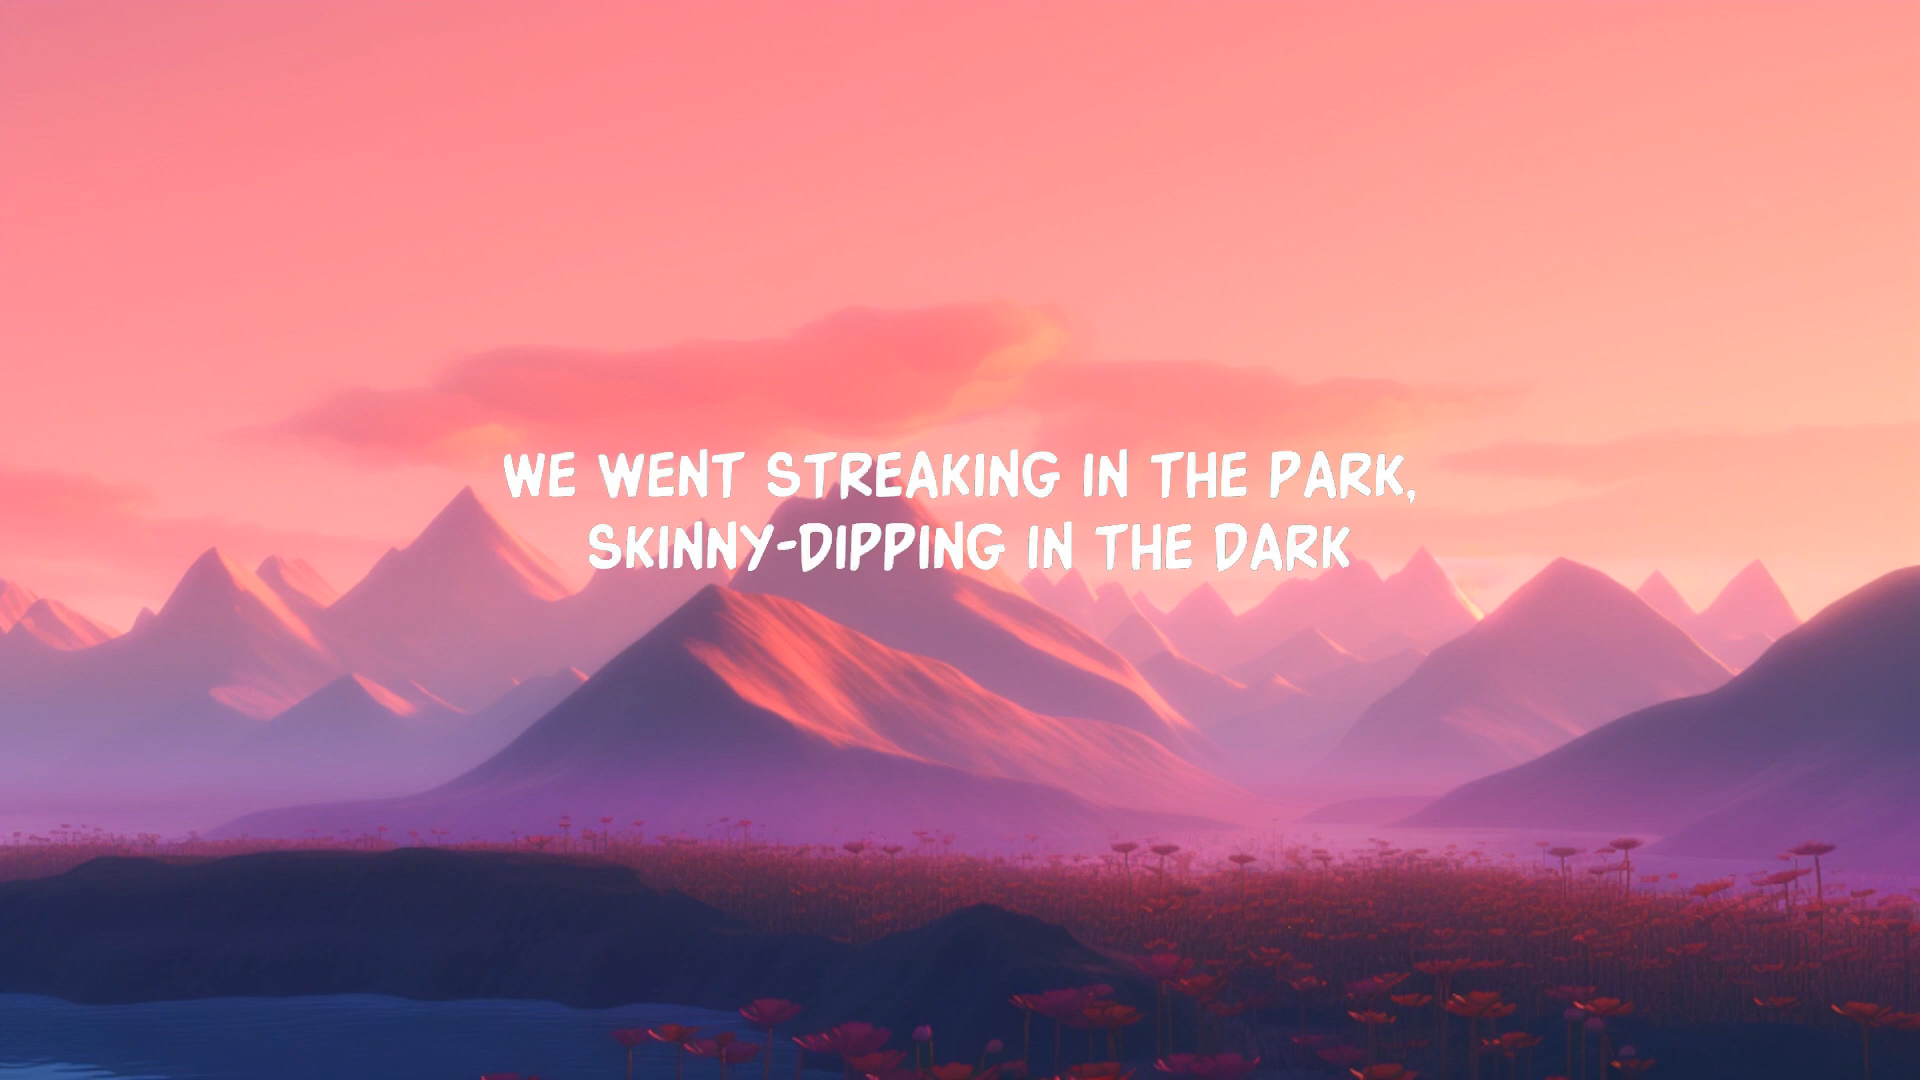 WE WENT STREAKING IN THE PARK,
SKINNY-DIPPING IN THE DARK